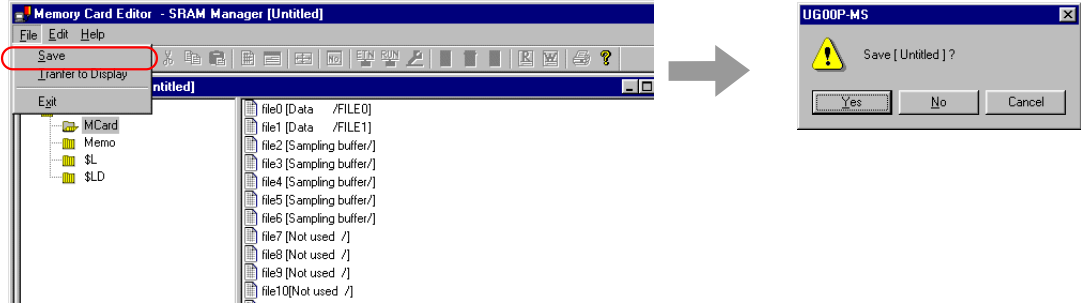 Memory Card Editor - SRAM Manager [Untitled]
File Edit Help
Save
Tranfer to Display
Exit
ntitled]
MCard
Memo
$L
$LD
file0 [Data /FILE0]
file1 [Data /FILE1]
file2 [Sampling buffer/]
file3 [Sampling buffer/]
file4 [Sampling buffer/]
file5 [Sampling buffer/]
file6 [Sampling buffer/]
file7 [Not used /]
file8 [Not used /]
file9 [Not used /]
file10[Not used /]
UG00P-MS
Save [ Untitled ] ?
Yes No Cancel